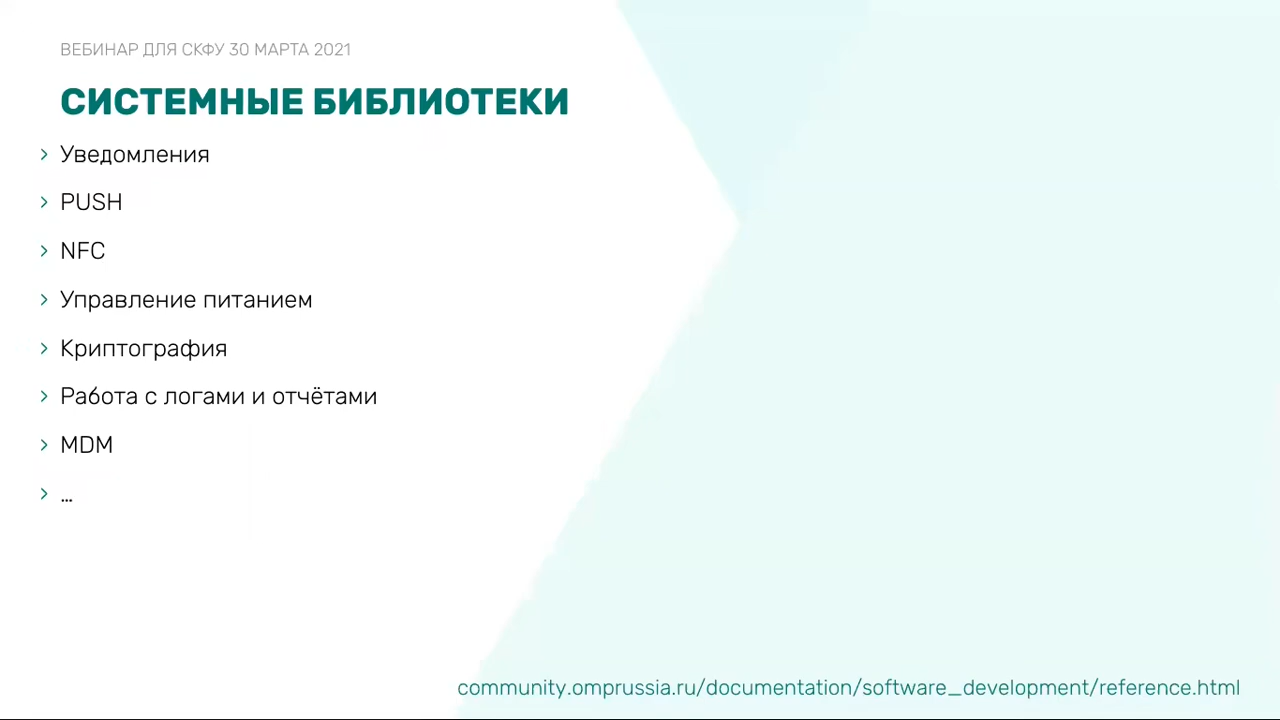 ВЕБИНАР ДЛЯ СКФУ 30 МАРТА 2021
СИСТЕМНЫЕ БИБЛИОТЕКИ
› Уведомления
› PUSH
› NFC
› Управление питанием
› Криптография
› Работа с логами и отчётами
› MDM
› …
community.omprussia.ru/documentation/software_development/reference.html